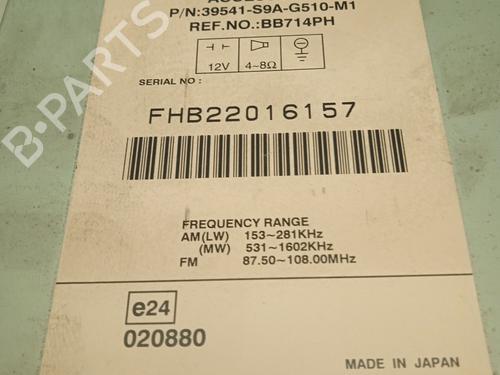 P/N:39541-S9A-G510-M1
REF.NO.:BB714PH
12V 4~8Ω
SERIAL NO :
FHB22016157
FREQUENCY RANGE
AM(LW) 153~281KHz
(MW) 531~1602KHz
FM 87.50~108.00MHz
e24
020880
MADE IN JAPAN
B-PARTS